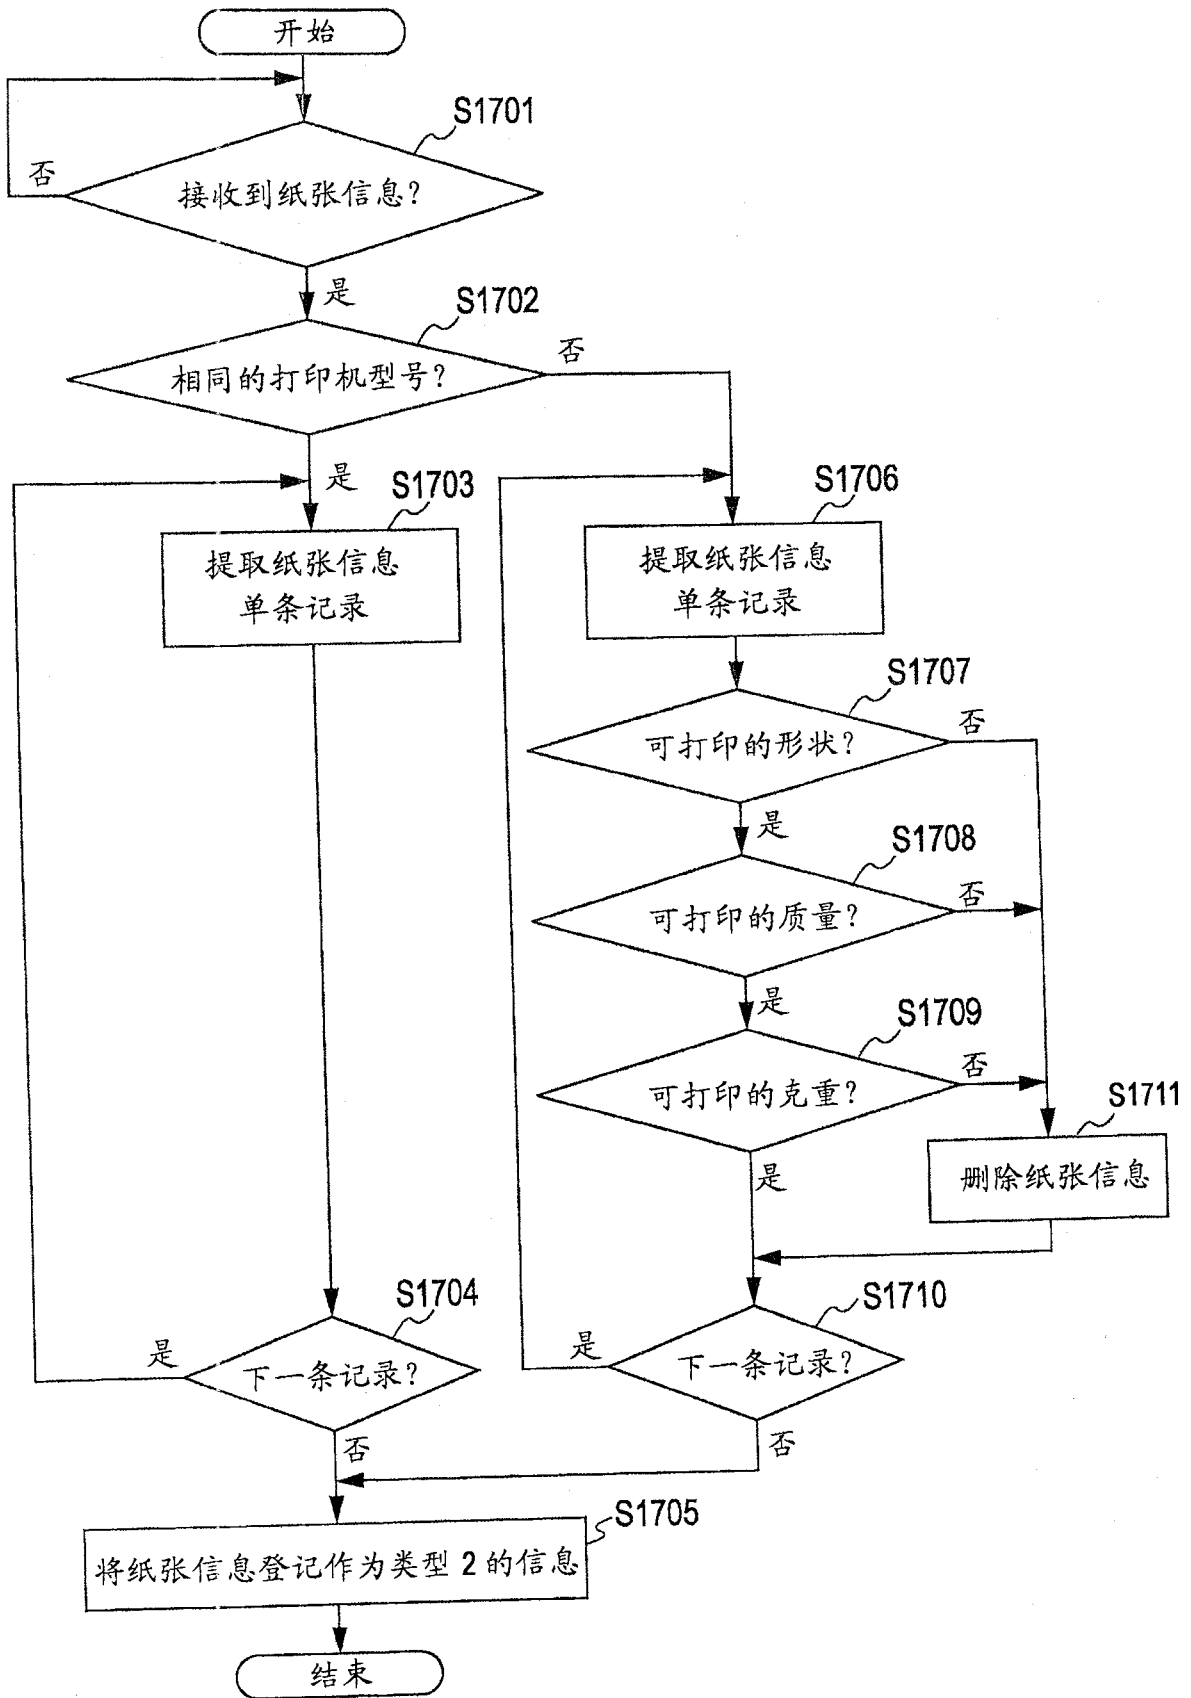 开始
S1701
否
接收到纸张信息?
是
S1702
否
相同的打印机型号?
是
S1703
提取纸张信息
单条记录
S1706
提取纸张信息
单条记录
S1707
否
可打印的形状?
是
S1708
否
可打印的质量?
是
S1709
否
可打印的克重?
是
S1711
删除纸张信息
S1704
是
下一条记录?
否
S1710
是
下一条记录?
否
S1705
将纸张信息登记作为类型 2 的信息
结束